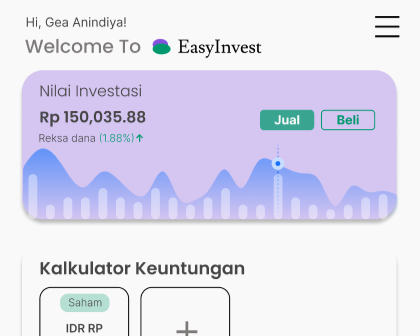 Hi, Gea Anindiya!
Welcome To EasyInvest
Nilai Investasi
Rp 150,035.88
Jual
Beli
Reksa dana (1.88%)↑
Kalkulator Keuntungan
Saham
IDR RP
+